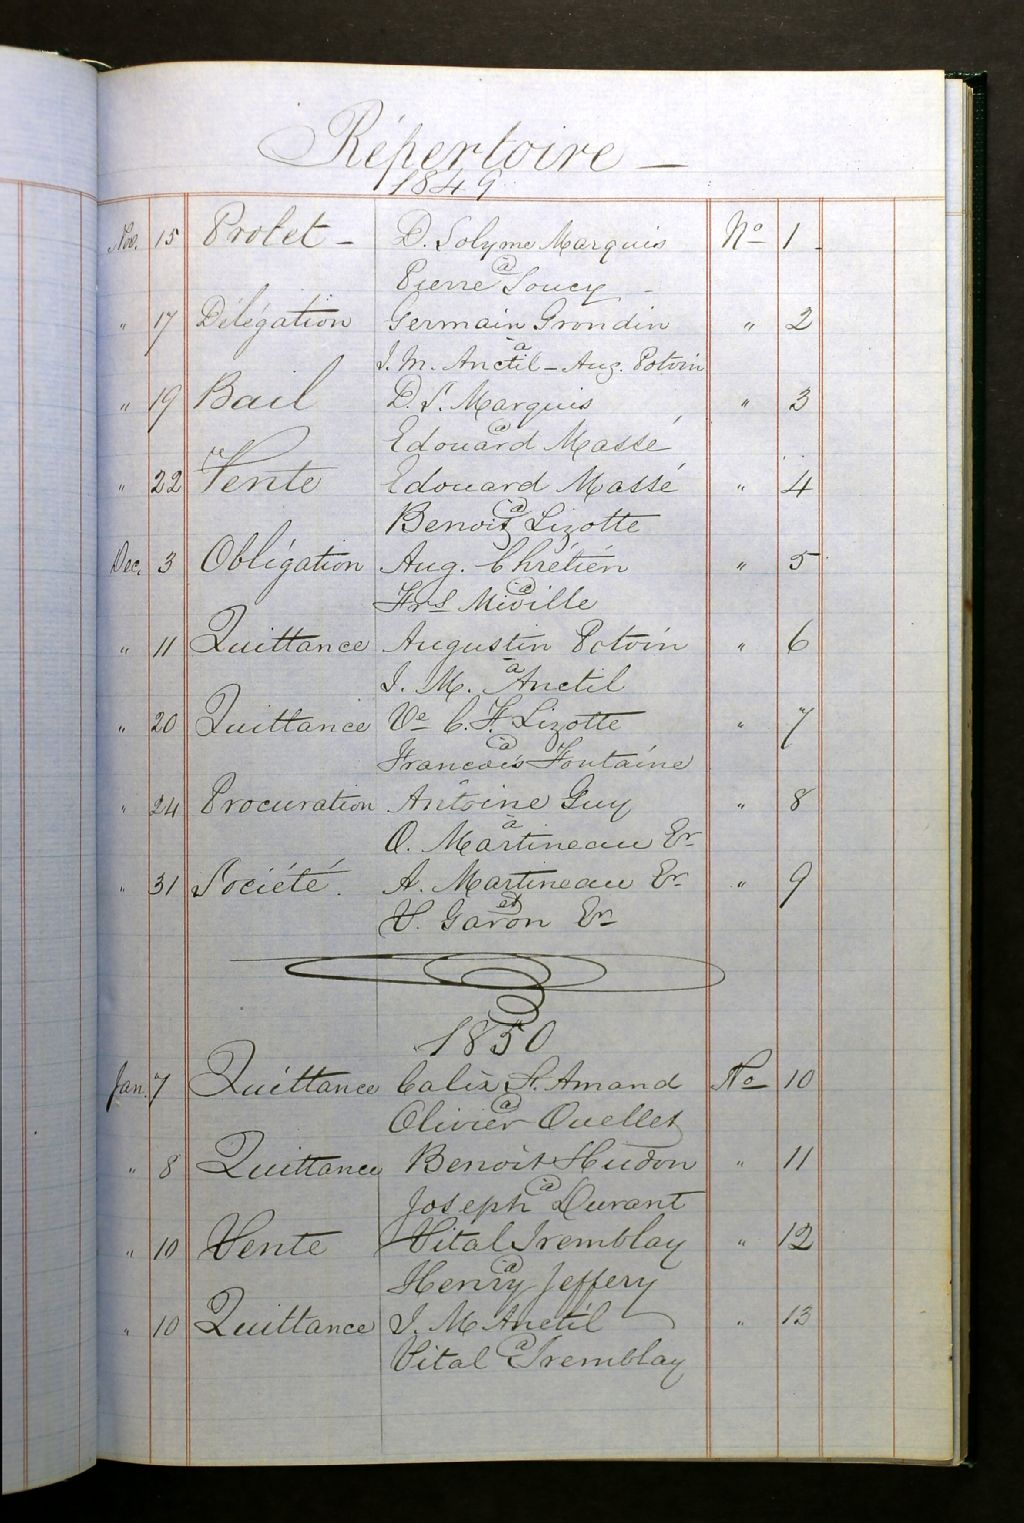 Répertoire —
1849
Nov. 15 Protet — D. Solyme Marquis No 1
à
Pierre Soucy —
" 17 Délégation Germain Grondin " 2
à
J. M. Anctil — Aug. Potvin
" 19 Bail D. S. Marquis " 3
à
Edouard Massé
" 22 Vente Edouard Massé " 4
à
Benoit Lizotte
Dec. 3 Obligation Aug. Chrétien " 5
à
Frs Miville
" 11 Quittance Augustin Potvin " 6
à
J. M. Anctil
" 20 Quittance Ve C. F. Lizotte " 7
à
Francois Fontaine
" 24 Procuration Antoine Guy " 8
à
O. Martineau Er
" 31 Société. A. Martineau Er " 9
et
V. Garon Er
1850
Jan. 7 Quittance Calix St. Amand No 10
à
Olivier Ouellet
" 8 Quittance Benoit Hudon " 11
à
Joseph Durant
" 10 Vente Vital Tremblay " 12
à
Henry Jeffery
" 10 Quittance J. M Anctil " 13
à
Vital Tremblay